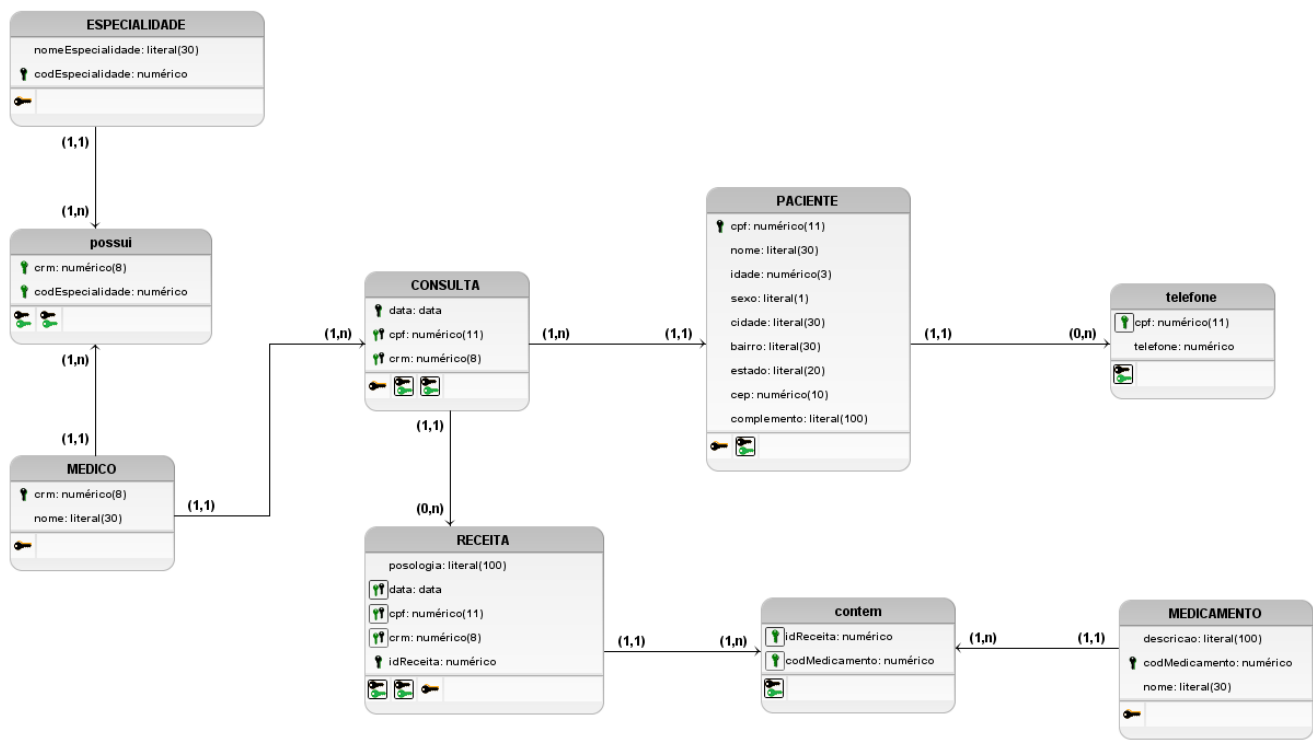 ESPECIALIDADE
nomeEspecialidade: literal(30)
codEspecialidade: numérico
(1,1)
(1,n)
possui
crm: numérico(8)
codEspecialidade: numérico
(1,n)
(1,1)
MEDICO
crm: numérico(8)
nome: literal(30)
(1,1)
(1,n)
CONSULTA
data: data
cpf: numérico(11)
crm: numérico(8)
(1,n)
(1,1)
PACIENTE
cpf: numérico(11)
nome: literal(30)
idade: numérico(3)
sexo: literal(1)
cidade: literal(30)
bairro: literal(30)
estado: literal(20)
cep: numérico(10)
complemento: literal(100)
(1,1)
(0,n)
telefone
cpf: numérico(11)
telefone: numérico
(1,1)
(0,n)
RECEITA
posologia: literal(100)
data: data
cpf: numérico(11)
crm: numérico(8)
idReceita: numérico
(1,1)
(1,n)
contem
idReceita: numérico
codMedicamento: numérico
(1,n)
(1,1)
MEDICAMENTO
descricao: literal(100)
codMedicamento: numérico
nome: literal(30)